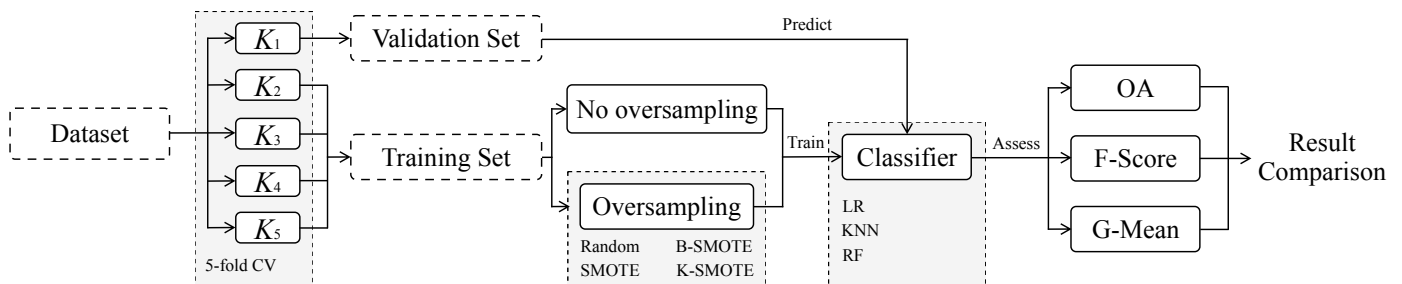 Dataset
K1
K2
K3
K4
K5
5-fold CV
Validation Set
Training Set
Predict
No oversampling
Oversampling
Random B-SMOTE
SMOTE K-SMOTE
Train
Classifier
LR
KNN
RF
Assess
OA
F-Score
G-Mean
Result
Comparison